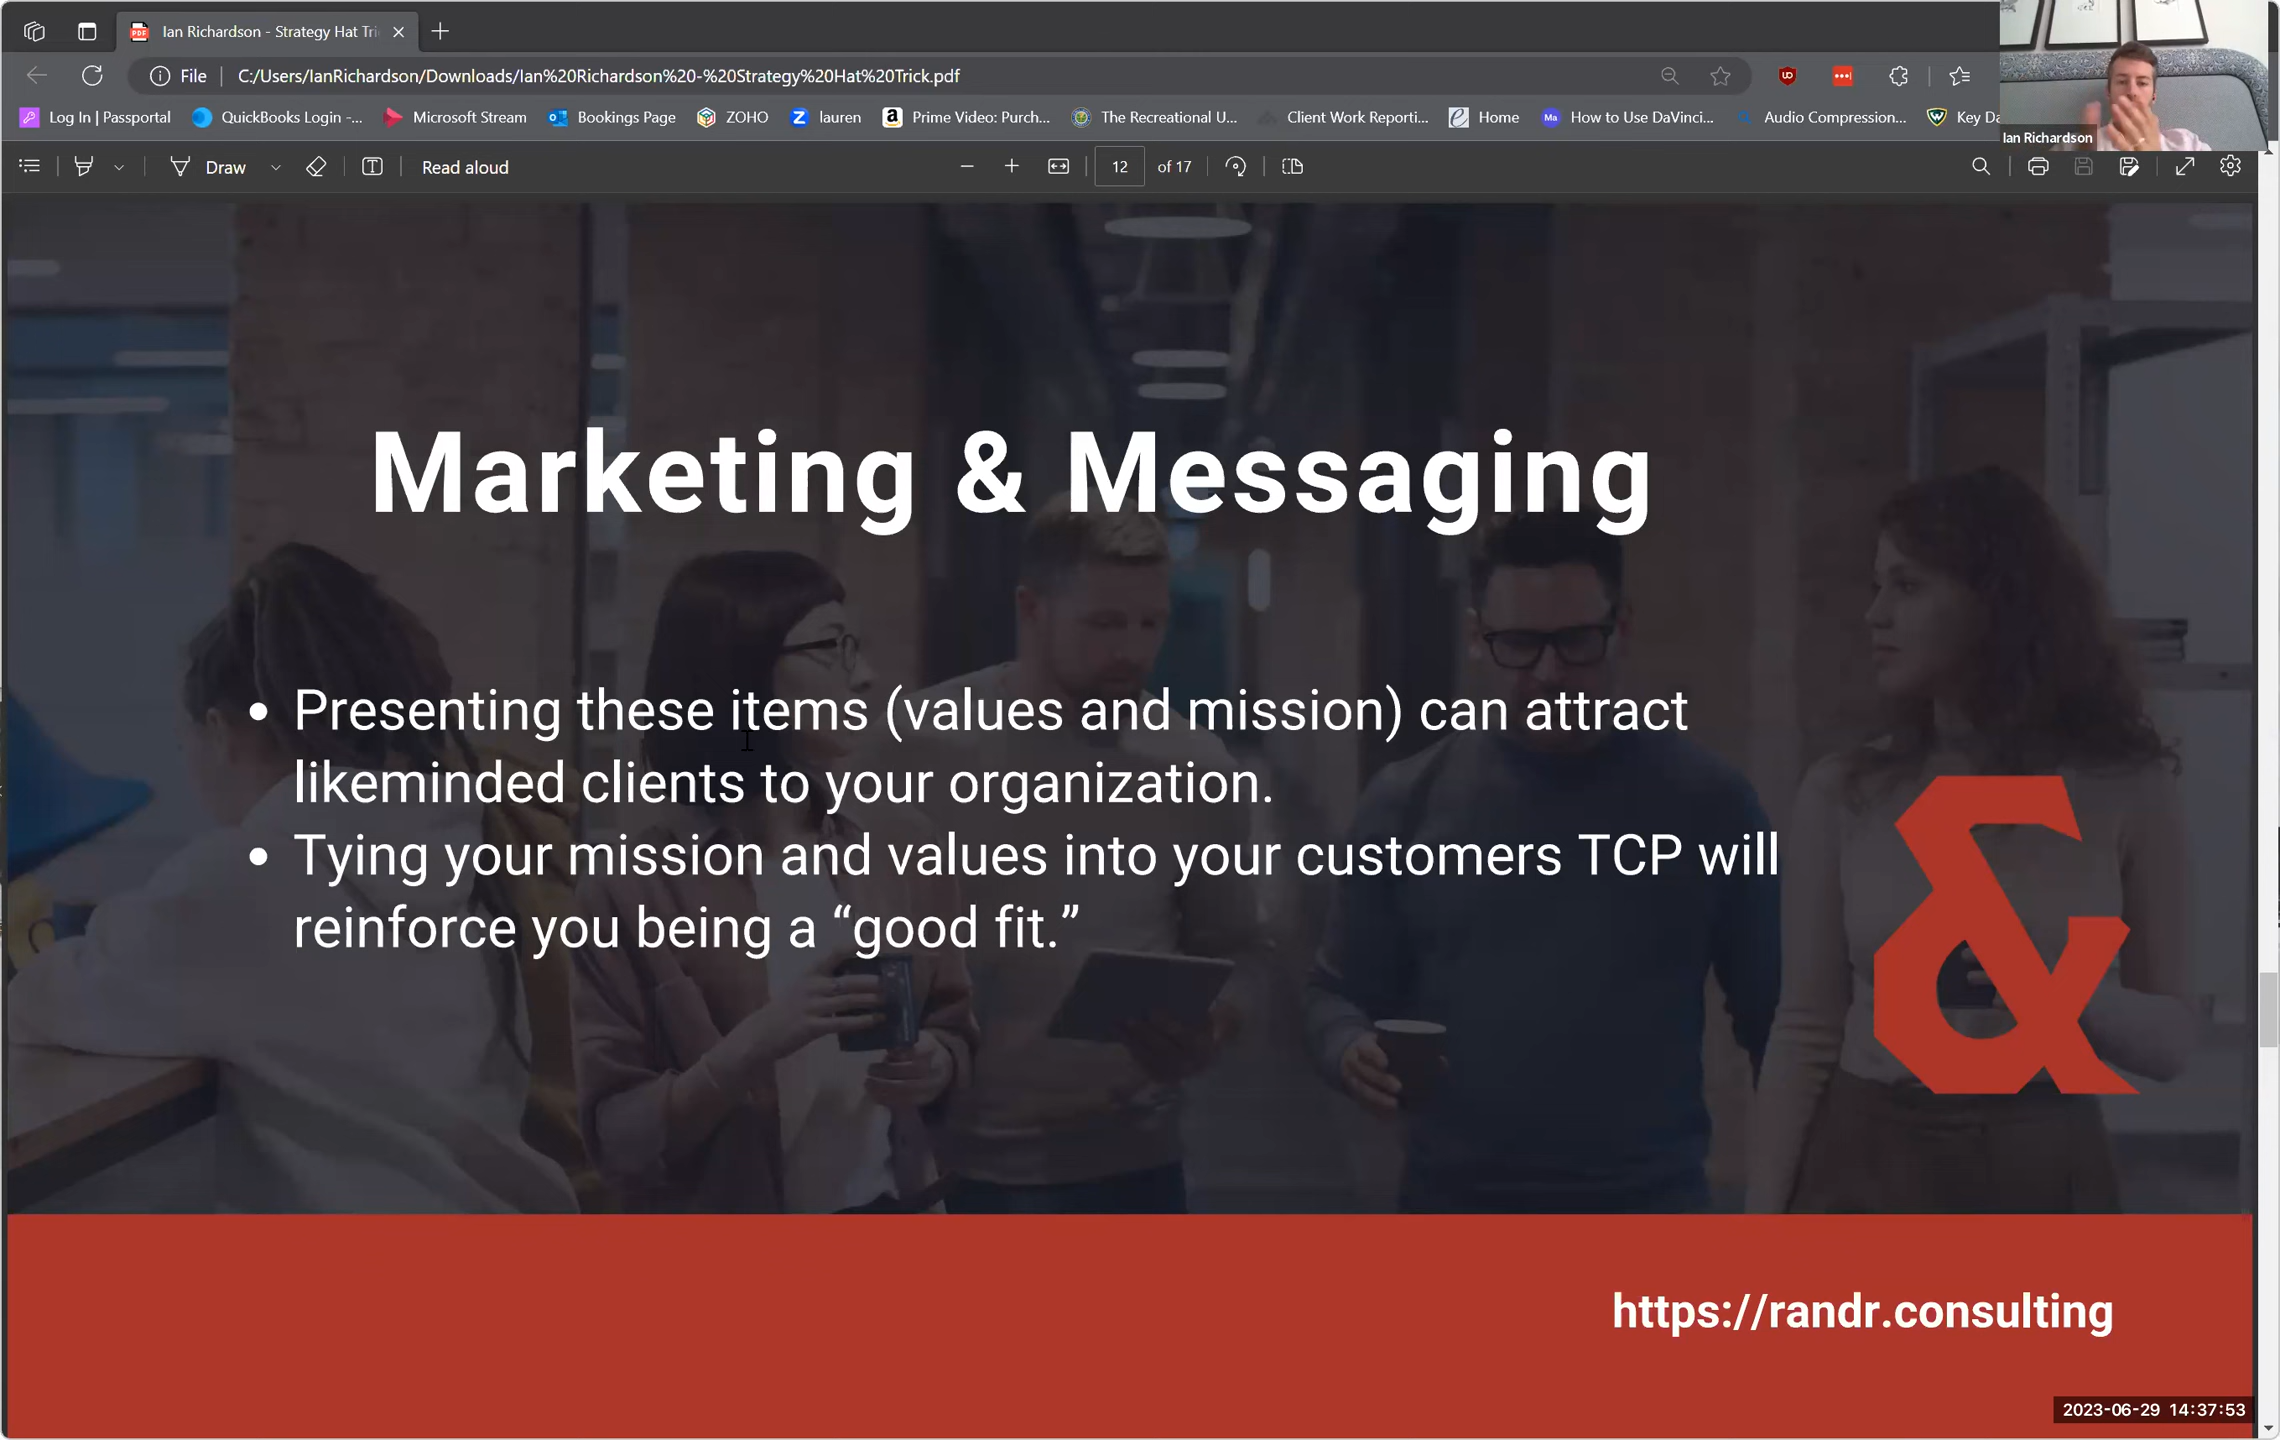 Ian Richardson - Strategy Hat Tri
File
C:/Users/IanRichardson/Downloads/Ian%20Richardson%20-%20Strategy%20Hat%20Trick.pdf
Log In | Passportal
QuickBooks Login -...
Microsoft Stream
Bookings Page
ZOHO
lauren
Prime Video: Purch...
The Recreational U...
Client Work Reporti...
Home
How to Use DaVinci...
Audio Compression...
Key Da
Ian Richardson
Draw
Read aloud
12 of 17
Marketing & Messaging
• Presenting these items (values and mission) can attract
likeminded clients to your organization.
• Tying your mission and values into your customers TCP will
reinforce you being a “good fit.”
&
https://randr.consulting
2023-06-29 14:37:53